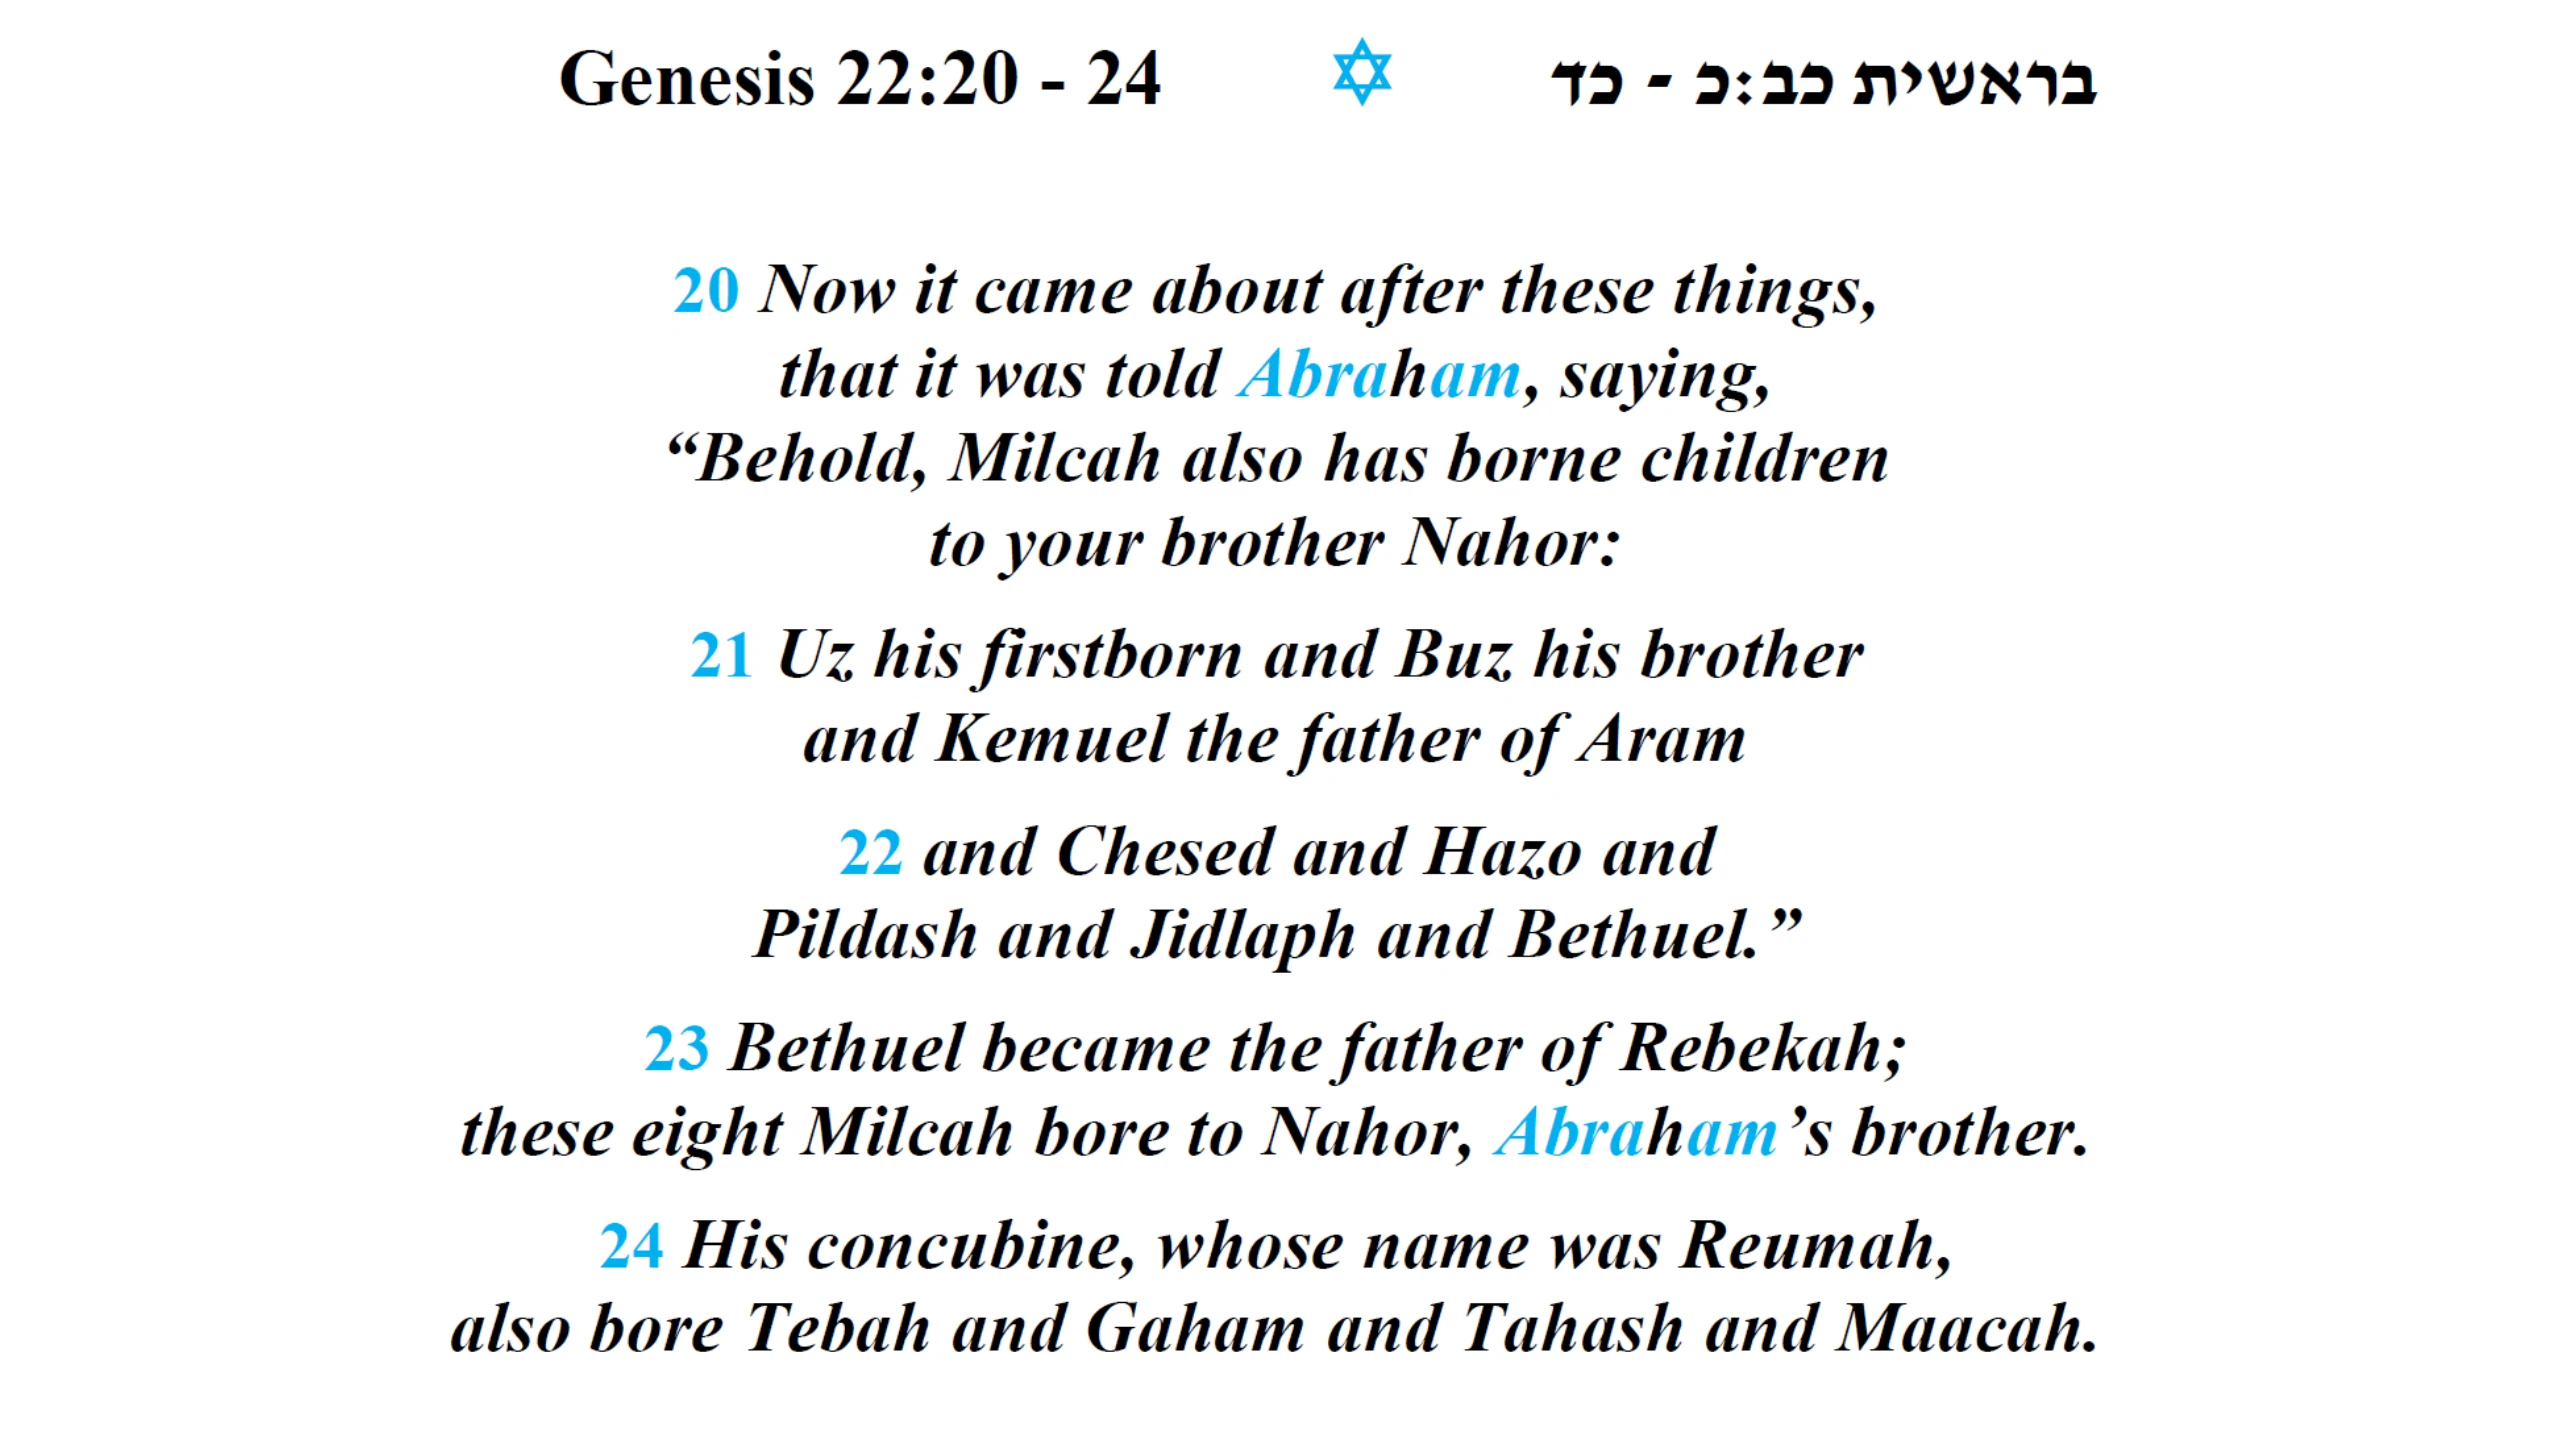 Genesis 22:20 - 24 ✡ בראשית כב:כ - כד
20 Now it came about after these things,
that it was told Abraham, saying,
“Behold, Milcah also has borne children
to your brother Nahor:
21 Uz his firstborn and Buz his brother
and Kemuel the father of Aram
22 and Chesed and Hazo and
Pildash and Jidlaph and Bethuel.”
23 Bethuel became the father of Rebekah;
these eight Milcah bore to Nahor, Abraham’s brother.
24 His concubine, whose name was Reumah,
also bore Tebah and Gaham and Tahash and Maacah.